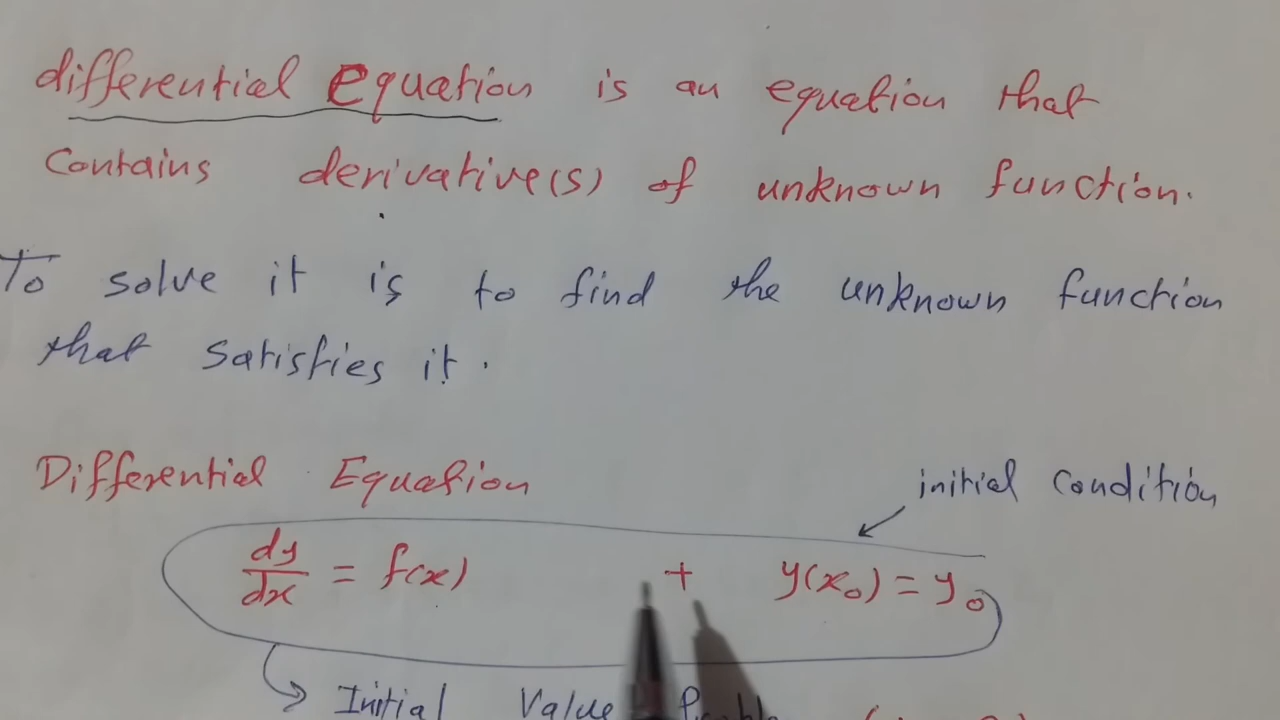 differential Equation is an equation that
Contains derivative(s) of unknown function.
To solve it is to find the unknown function
that satisfies it.
Differential Equation
initial Condition
dy/dx = f(x) + y(x₀) = y₀
Initial Value